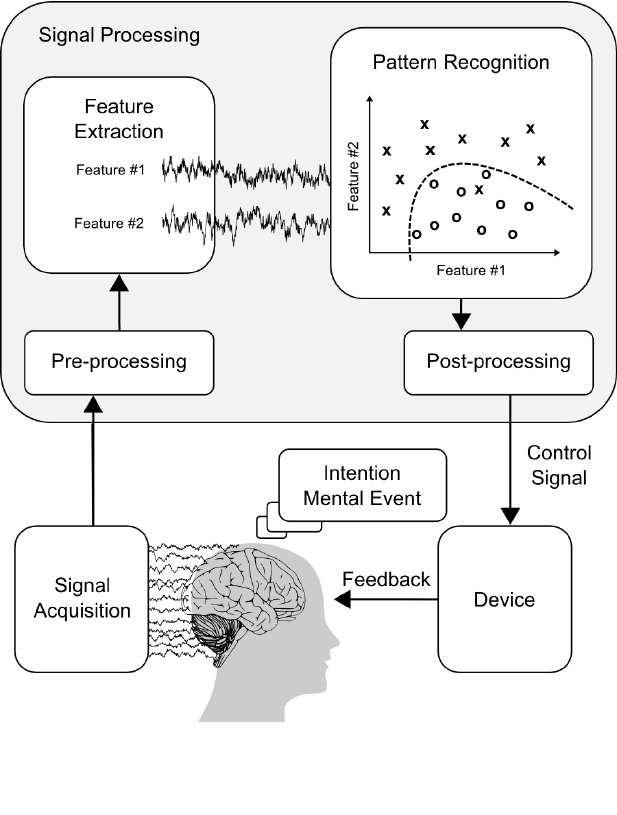 Signal Processing
Feature
Extraction
Feature #1
Feature #2
Pattern Recognition
Feature #2
Feature #1
Pre-processing
Post-processing
Control
Signal
Intention
Mental Event
Signal
Acquisition
Feedback
Device